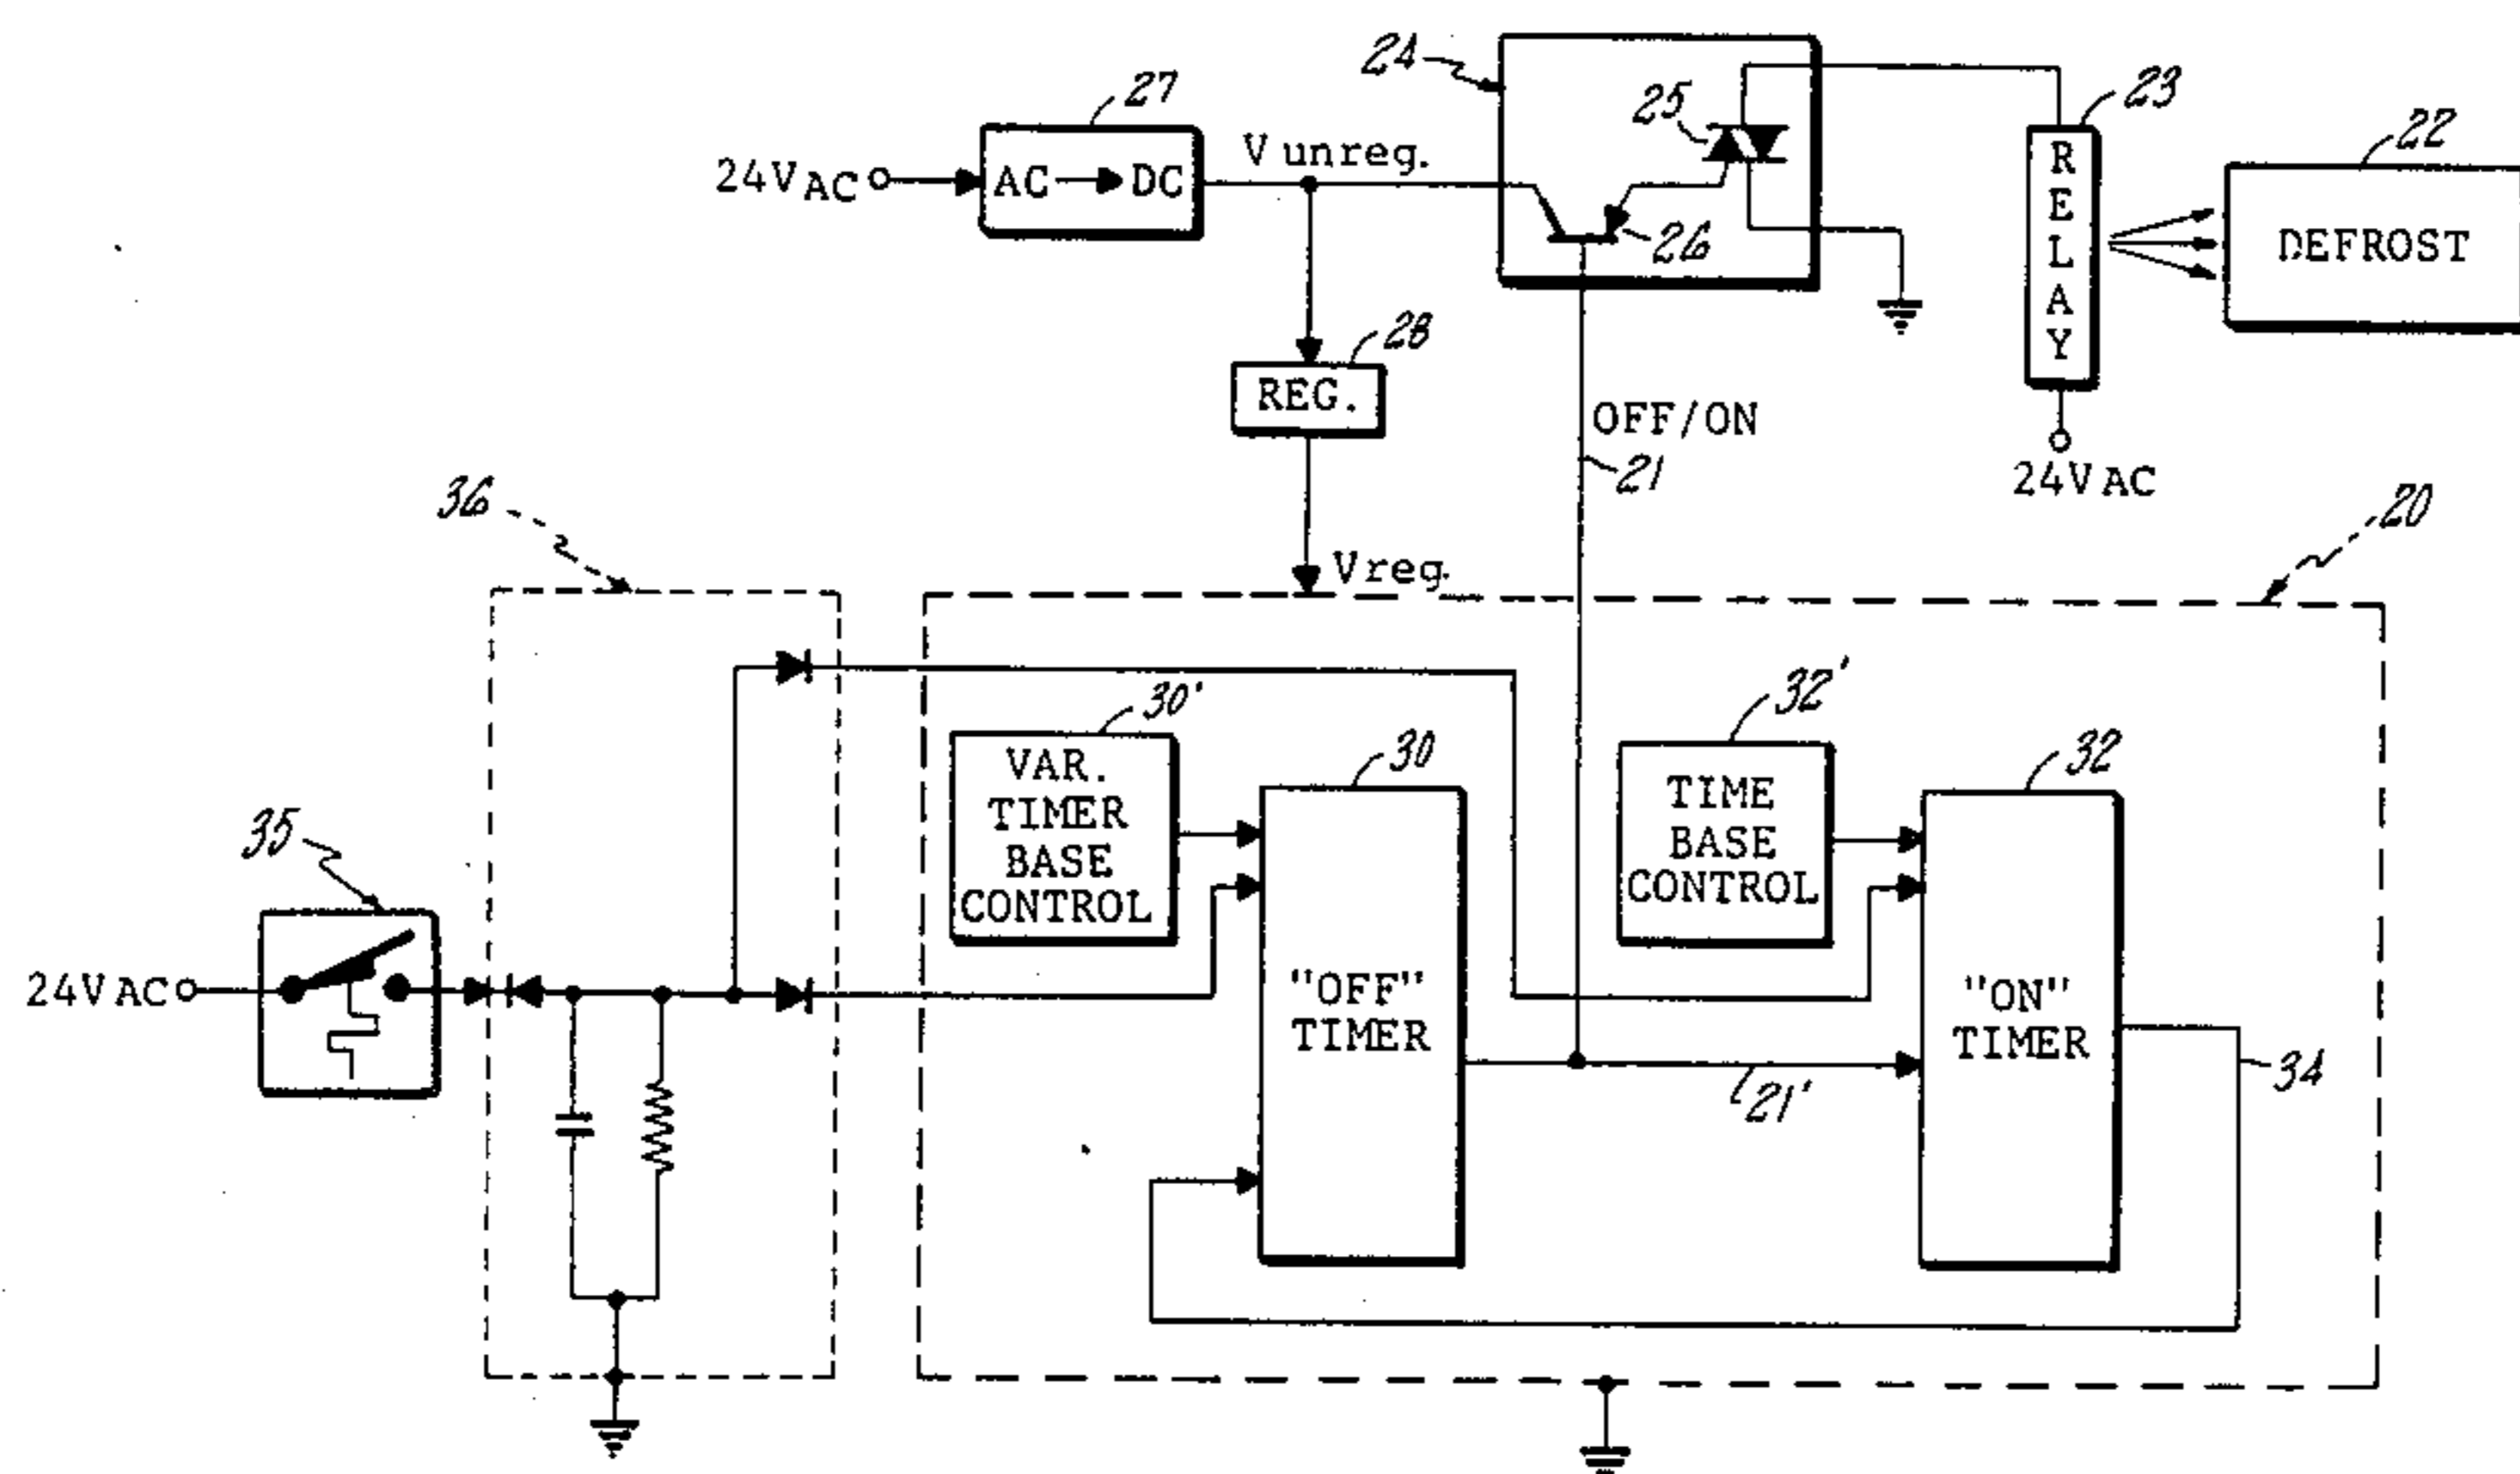 24
27
25
23
22
24VAC
AC
DC
V unreg.
26
RELAY
DEFROST
28
REG.
OFF/ON
21
24VAC
36
20
Vreg.
30'
32'
30
32
VAR.
TIMER
BASE
CONTROL
TIME
BASE
CONTROL
35
24VAC
"OFF"
TIMER
"ON"
TIMER
21'
34